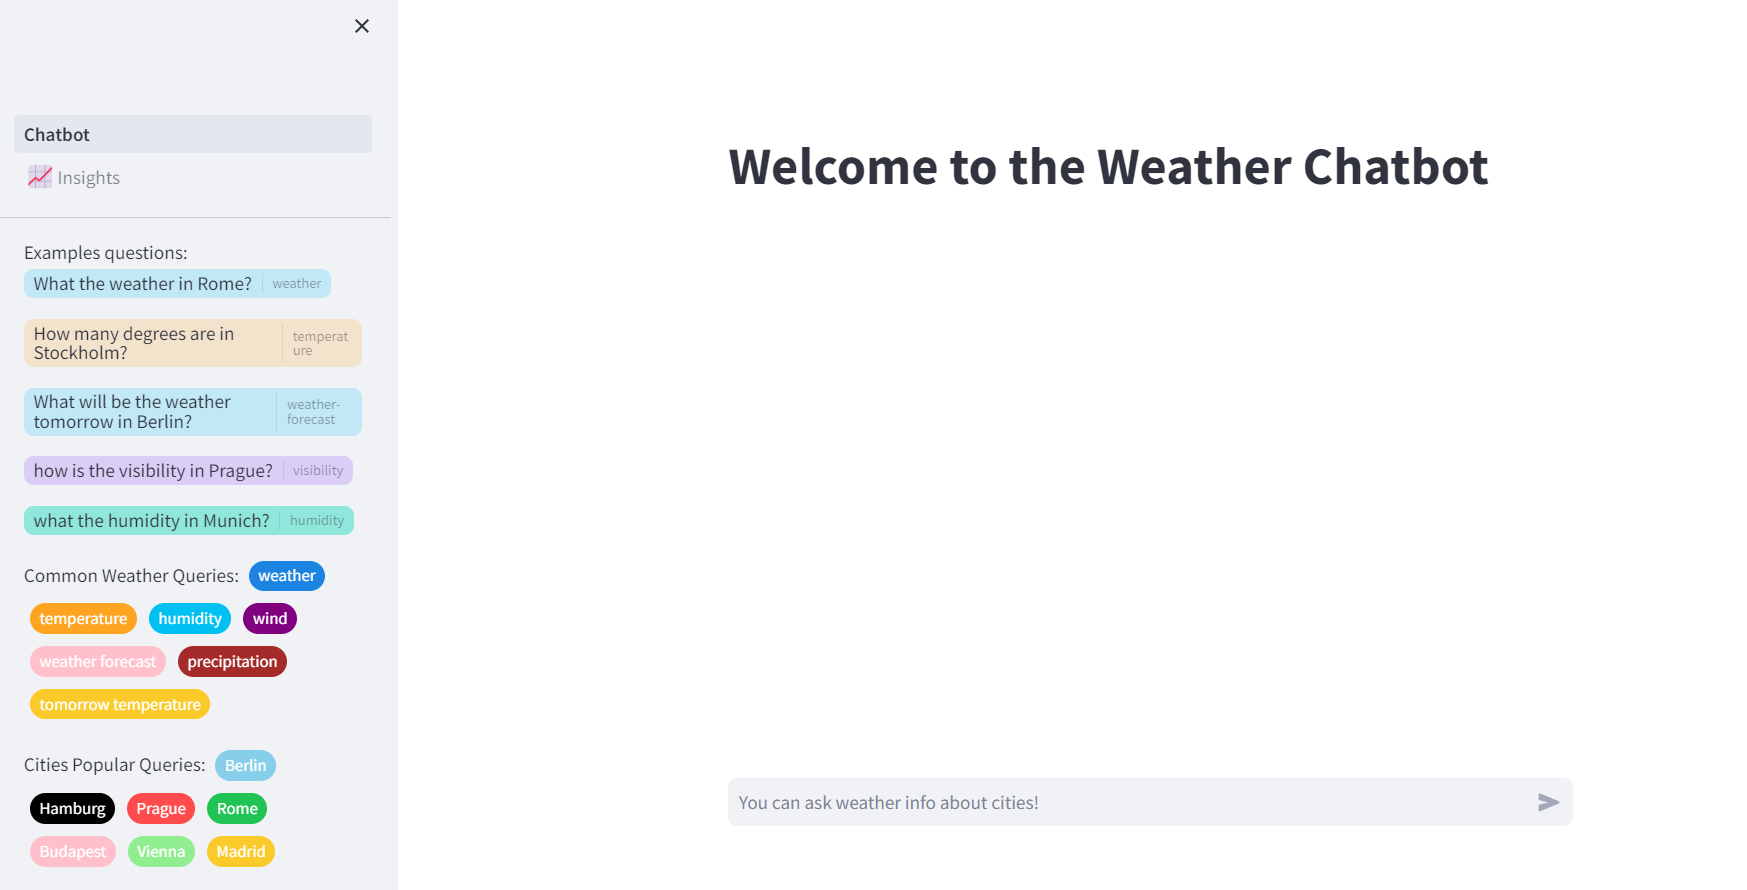 Chatbot
Insights
Examples questions:
What the weather in Rome? weather
How many degrees are in
Stockholm?
temperat
ure
What will be the weather
tomorrow in Berlin?
weather-
forecast
how is the visibility in Prague? visibility
what the humidity in Munich? humidity
Common Weather Queries: weather
temperature humidity wind
weather forecast precipitation
tomorrow temperature
Cities Popular Queries: Berlin
Hamburg Prague Rome
Budapest Vienna Madrid
Welcome to the Weather Chatbot
You can ask weather info about cities!